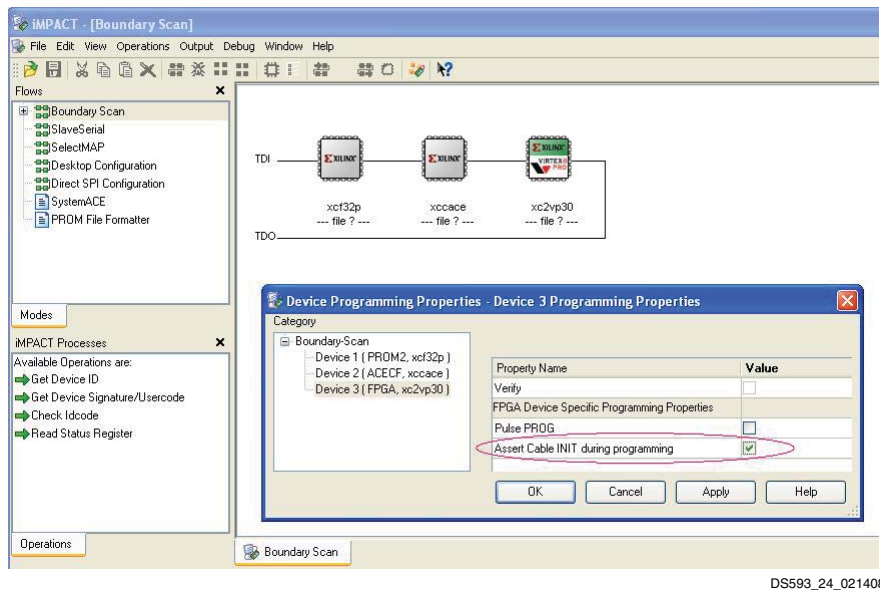 iMPACT - [Boundary Scan]
File Edit View Operations Output Debug Window Help
Flows
Boundary Scan
SlaveSerial
SelectMAP
Desktop Configuration
Direct SPI Configuration
SystemACE
PROM File Formatter
Modes
iMPACT Processes
Available Operations are:
Get Device ID
Get Device Signature/Usercode
Check Idcode
Read Status Register
Operations
TDI
XILINX
XILINX
XILINX
VIRTEX-II
PRO
xcf32p
xccace
xc2vp30
--- file ? ---
--- file ? ---
--- file ? ---
TDO
Device Programming Properties - Device 3 Programming Properties
Category
Boundary-Scan
Device 1 ( PROM2, xcf32p )
Device 2 ( ACECF, xccace )
Device 3 ( FPGA, xc2vp30 )
Property Name Value
Verify
FPGA Device Specific Programming Properties
Pulse PROG
Assert Cable INIT during programming
OK Cancel Apply Help
Boundary Scan
DS593_24_021408